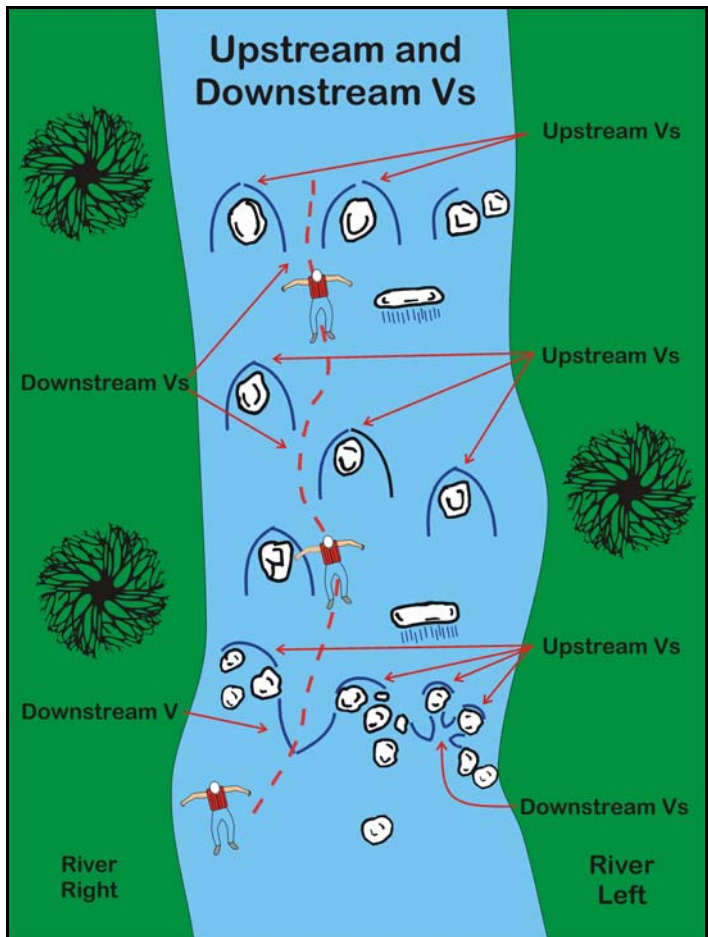 Upstream and
Downstream Vs
Upstream Vs
Upstream Vs
Downstream Vs
Upstream Vs
Downstream V
Downstream Vs
River
Right
River
Left